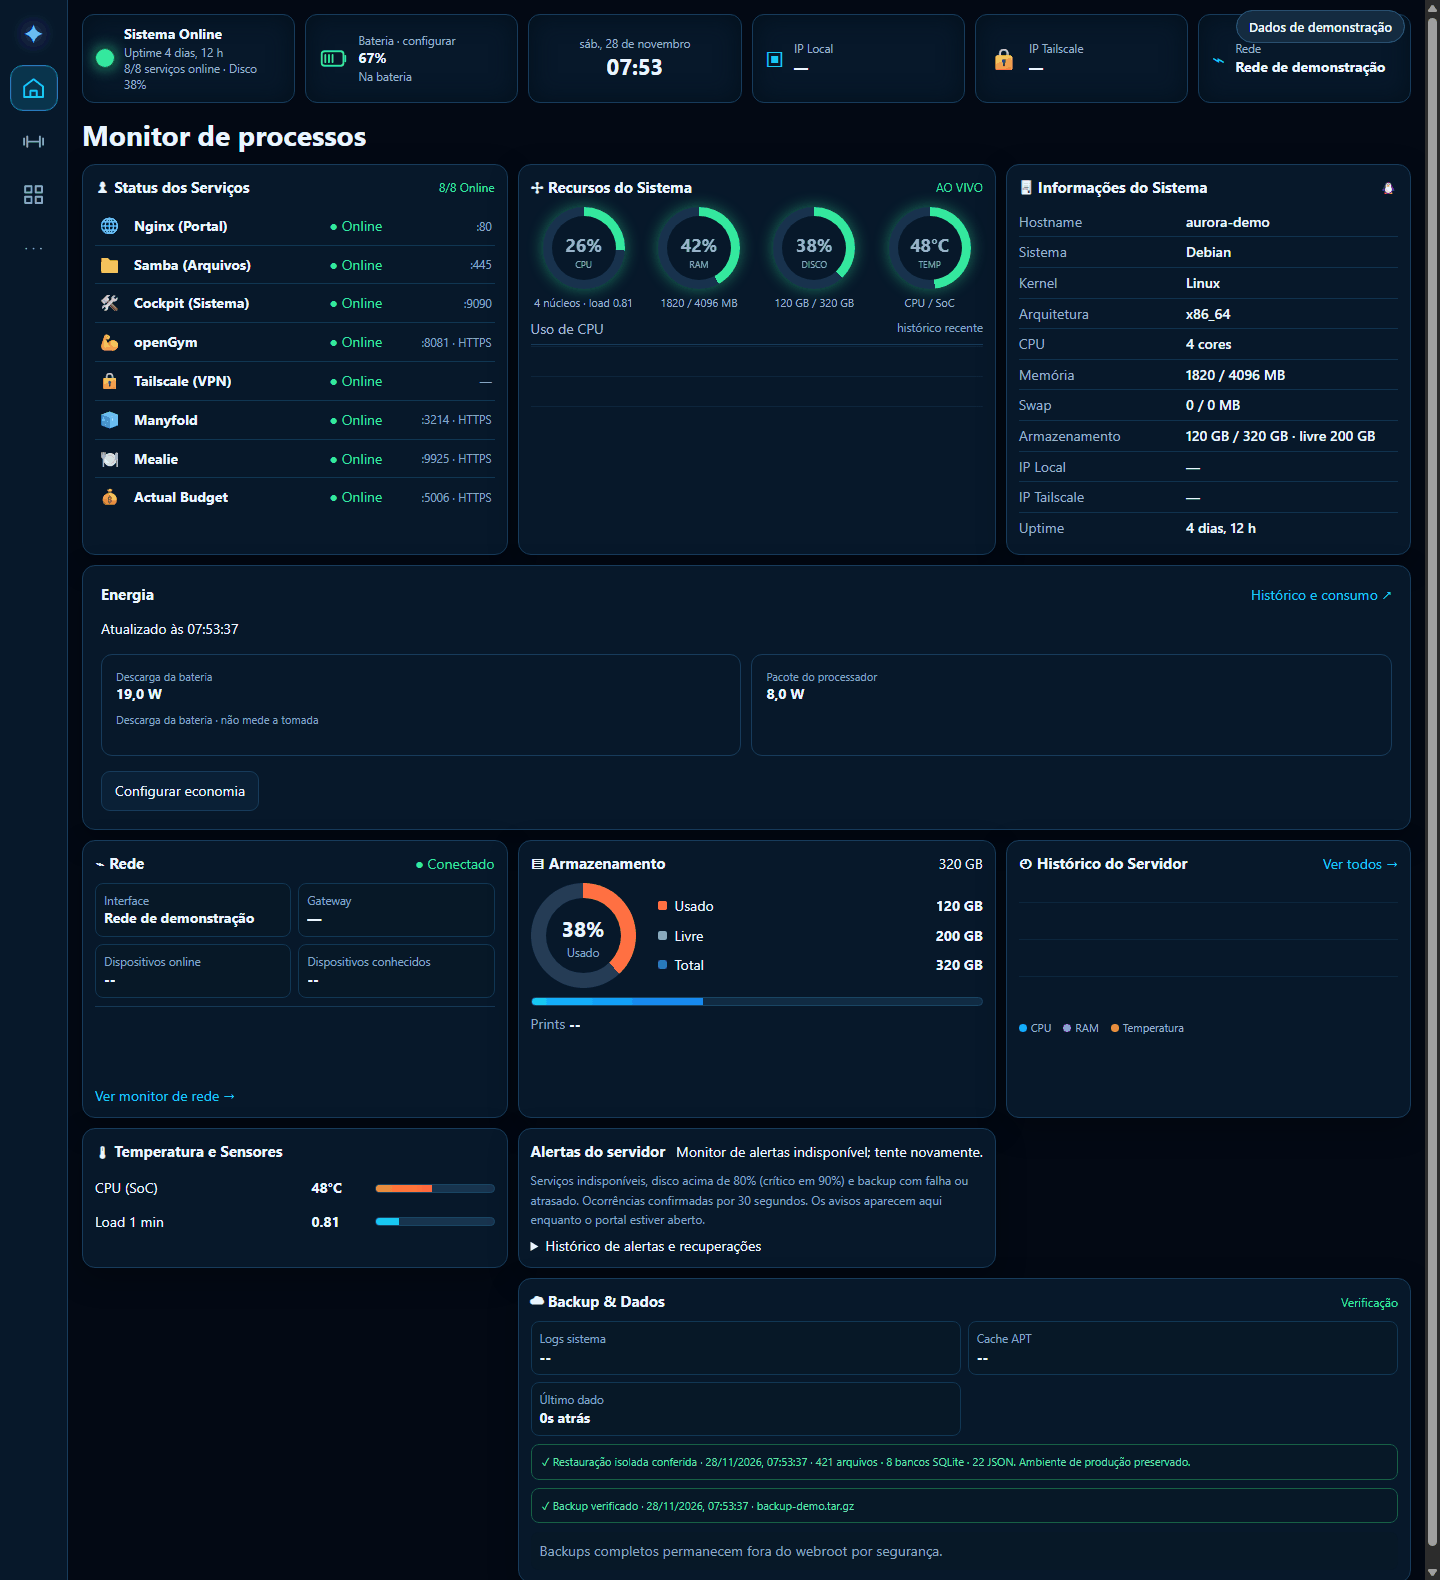 Sistema Online
Uptime 4 dias, 12 h
8/8 serviços online · Disco
38%
Bateria · configurar
67%
Na bateria
sáb., 28 de novembro
07:53
IP Local
—
IP Tailscale
—
Dados de demonstração
Rede
Rede de demonstração
Monitor de processos
Status dos Serviços
8/8 Online
Nginx (Portal) ● Online :80
Samba (Arquivos) ● Online :445
Cockpit (Sistema) ● Online :9090
openGym ● Online :8081 · HTTPS
Tailscale (VPN) ● Online —
Manyfold ● Online :3214 · HTTPS
Mealie ● Online :9925 · HTTPS
Actual Budget ● Online :5006 · HTTPS
Recursos do Sistema
AO VIVO
26%
CPU
4 núcleos · load 0.81
42%
RAM
1820 / 4096 MB
38%
DISCO
120 GB / 320 GB
48°C
TEMP
CPU / SoC
Uso de CPU
histórico recente
Informações do Sistema
Hostname aurora-demo
Sistema Debian
Kernel Linux
Arquitetura x86_64
CPU 4 cores
Memória 1820 / 4096 MB
Swap 0 / 0 MB
Armazenamento 120 GB / 320 GB · livre 200 GB
IP Local —
IP Tailscale —
Uptime 4 dias, 12 h
Energia
Histórico e consumo ↗
Atualizado às 07:53:37
Descarga da bateria
19,0 W
Descarga da bateria · não mede a tomada
Pacote do processador
8,0 W
Configurar economia
Rede
● Conectado
Interface
Rede de demonstração
Gateway
—
Dispositivos online
--
Dispositivos conhecidos
--
Ver monitor de rede →
Armazenamento
320 GB
38%
Usado
Usado 120 GB
Livre 200 GB
Total 320 GB
Prints --
Histórico do Servidor
Ver todos →
CPU RAM Temperatura
Temperatura e Sensores
CPU (SoC) 48°C
Load 1 min 0.81
Alertas do servidor Monitor de alertas indisponível; tente novamente.
Serviços indisponíveis, disco acima de 80% (crítico em 90%) e backup com falha ou
atrasado. Ocorrências confirmadas por 30 segundos. Os avisos aparecem aqui
enquanto o portal estiver aberto.
▶ Histórico de alertas e recuperações
Backup & Dados
Verificação
Logs sistema
--
Cache APT
--
Último dado
0s atrás
✓ Restauração isolada conferida · 28/11/2026, 07:53:37 · 421 arquivos · 8 bancos SQLite · 22 JSON. Ambiente de produção preservado.
✓ Backup verificado · 28/11/2026, 07:53:37 · backup-demo.tar.gz
Backups completos permanecem fora do webroot por segurança.